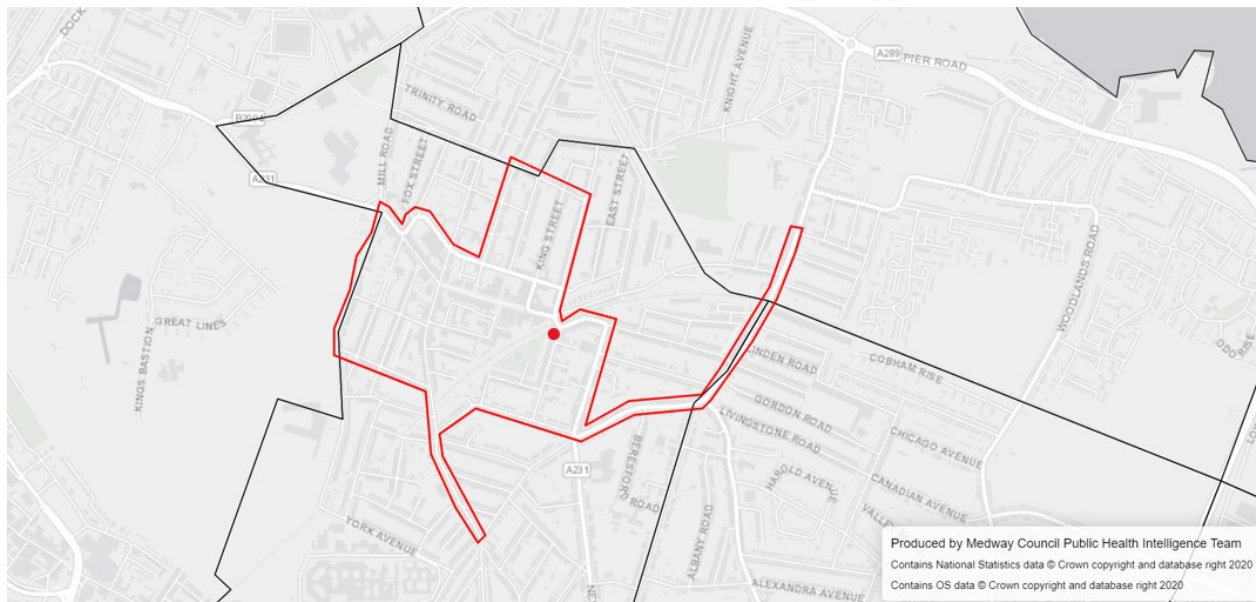 DOCK
A289
PIER ROAD
KNIGHT AVENUE
TRINITY ROAD
B2004
MILL ROAD
FOX STREET
A231
EAST STREET
KING STREET
WOODLANDS ROAD
GREAT LINES
KINGS BASTION
LINDEN ROAD
COBHAM RISE
ODO RISE
GORDON ROAD
LIVINGSTONE ROAD
CHICAGO AVENUE
BERESFORD ROAD
A231
HAROLD AVENUE
CANADIAN AVENUE
YORK AVENUE
ALBANY ROAD
ALEXANDRA AVENUE
Produced by Medway Council Public Health Intelligence Team
Contains National Statistics data © Crown copyright and database right 2020
Contains OS data © Crown copyright and database right 2020